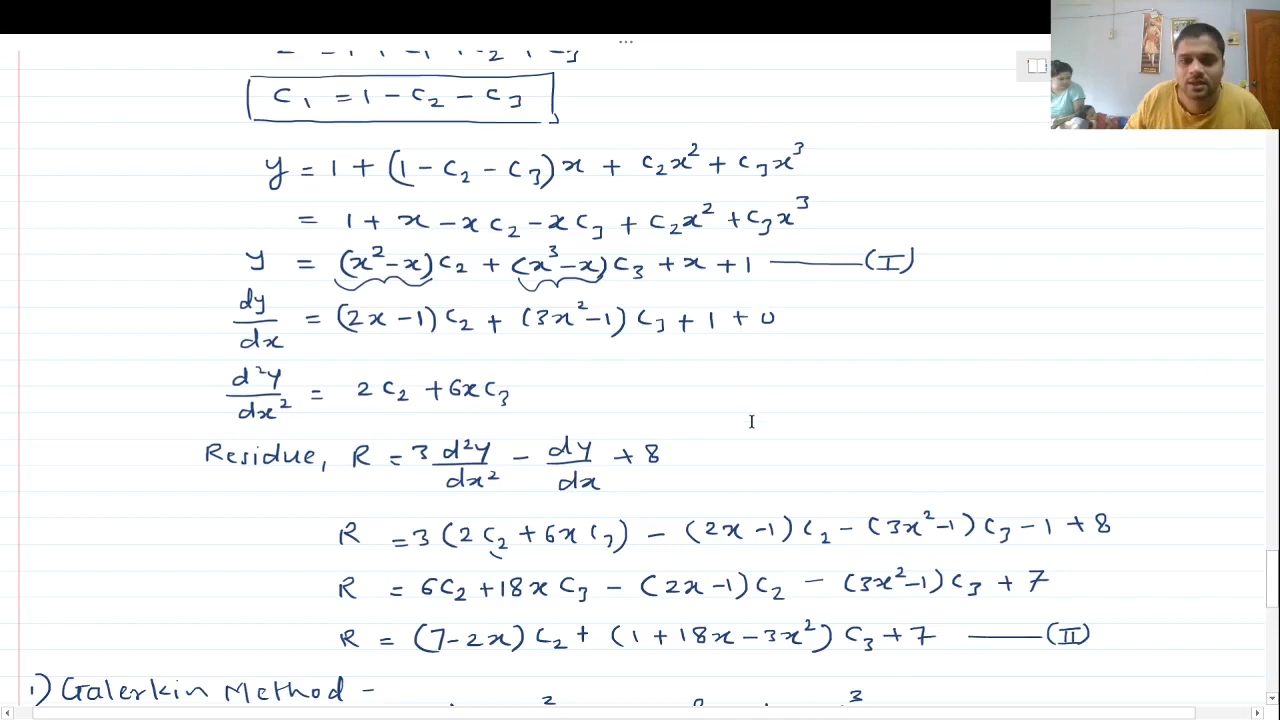 C₁ = 1 - C₂ - C₃
y = 1 + (1 - C₂ - C₃)x + C₂x² + C₃x³
= 1 + x - xC₂ - xC₃ + C₂x² + C₃x³
y = (x² - x)C₂ + (x³ - x)C₃ + x + 1 ——— (I)
dy/dx = (2x - 1)C₂ + (3x² - 1)C₃ + 1 + 0
d²y/dx² = 2C₂ + 6xC₃
Residue, R = 3 d²y/dx² - dy/dx + 8
R = 3(2C₂ + 6xC₃) - (2x - 1)C₂ - (3x² - 1)C₃ - 1 + 8
R = 6C₂ + 18xC₃ - (2x - 1)C₂ - (3x² - 1)C₃ + 7
R = (7 - 2x)C₂ + (1 + 18x - 3x²)C₃ + 7 ——— (II)
1) Galerkin Method -